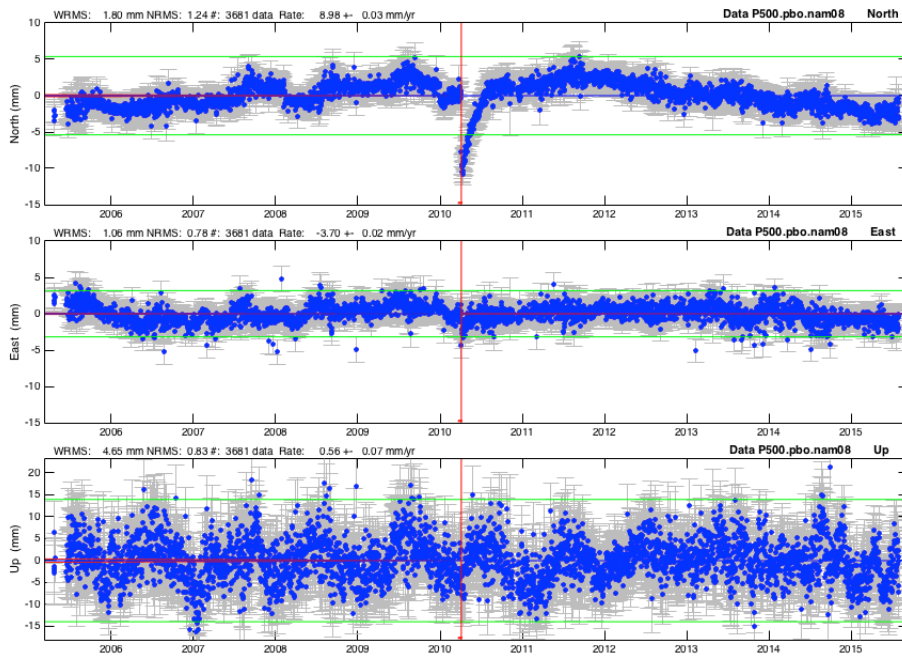 WRMS: 1.80 mm NRMS: 1.24 #: 3681 data Rate: 8.98 +- 0.03 mm/yr Data P500.pbo.nam08 North
10
5
0
-5
-10
-15
North (mm)
2006 2007 2008 2009 2010 2011 2012 2013 2014 2015
WRMS: 1.06 mm NRMS: 0.78 #: 3681 data Rate: -3.70 +- 0.02 mm/yr Data P500.pbo.nam08 East
10
5
0
-5
-10
-15
East (mm)
2006 2007 2008 2009 2010 2011 2012 2013 2014 2015
WRMS: 4.65 mm NRMS: 0.83 #: 3681 data Rate: 0.56 +- 0.07 mm/yr Data P500.pbo.nam08 Up
20
15
10
5
0
-5
-10
-15
Up (mm)
2006 2007 2008 2009 2010 2011 2012 2013 2014 2015